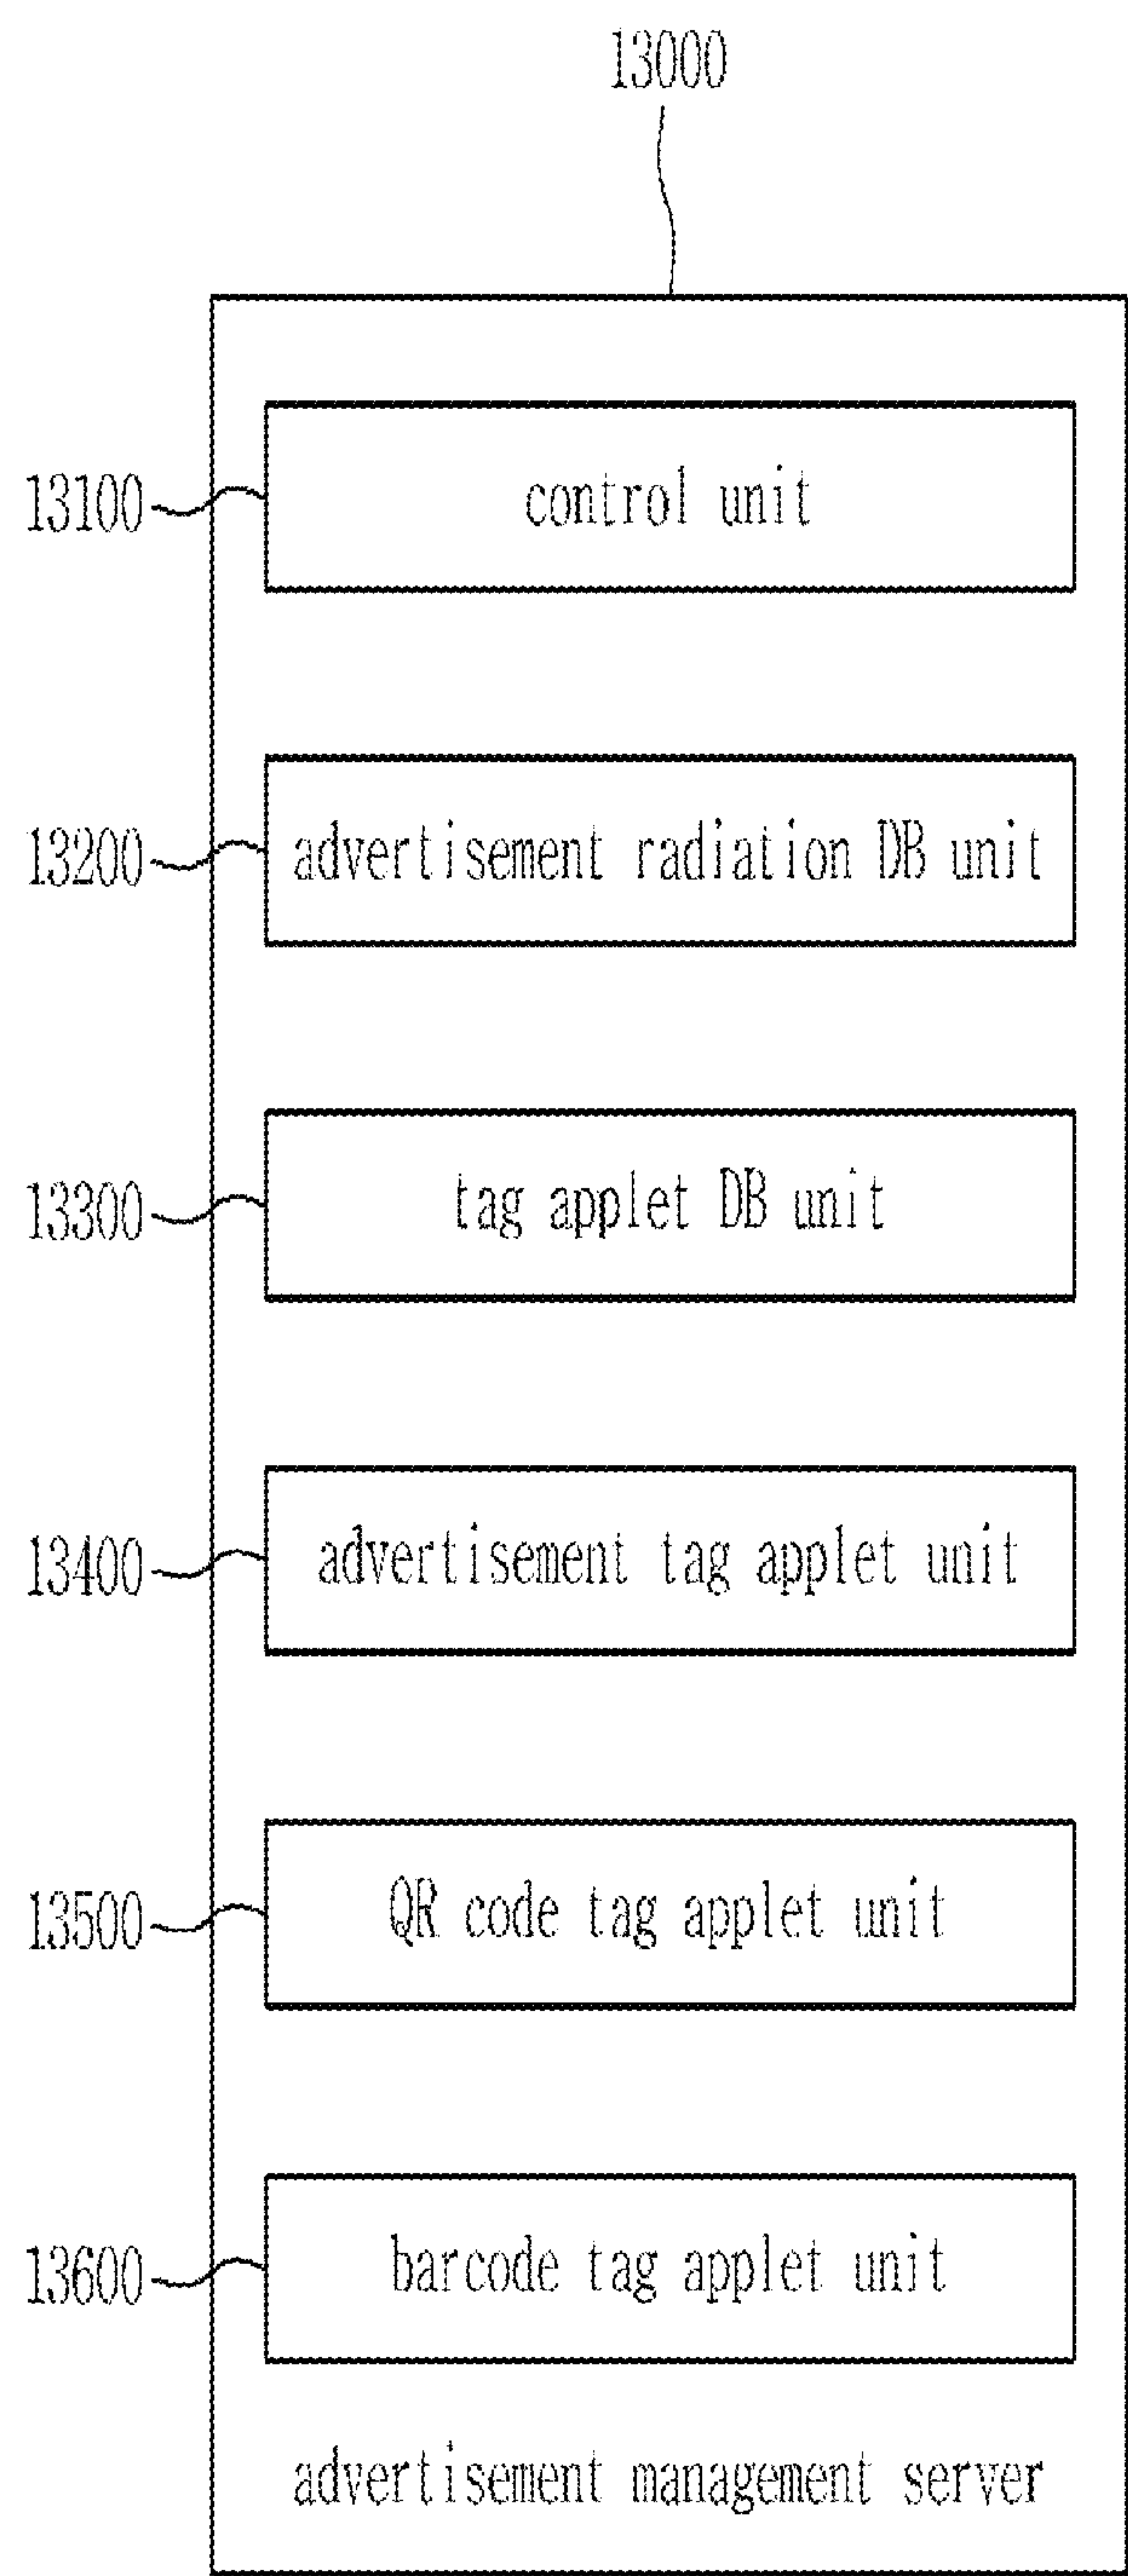 13000
13100 control unit
13200 advertisement radiation DB unit
13300 tag applet DB unit
13400 advertisement tag applet unit
13500 QR code tag applet unit
13600 barcode tag applet unit
advertisement management server